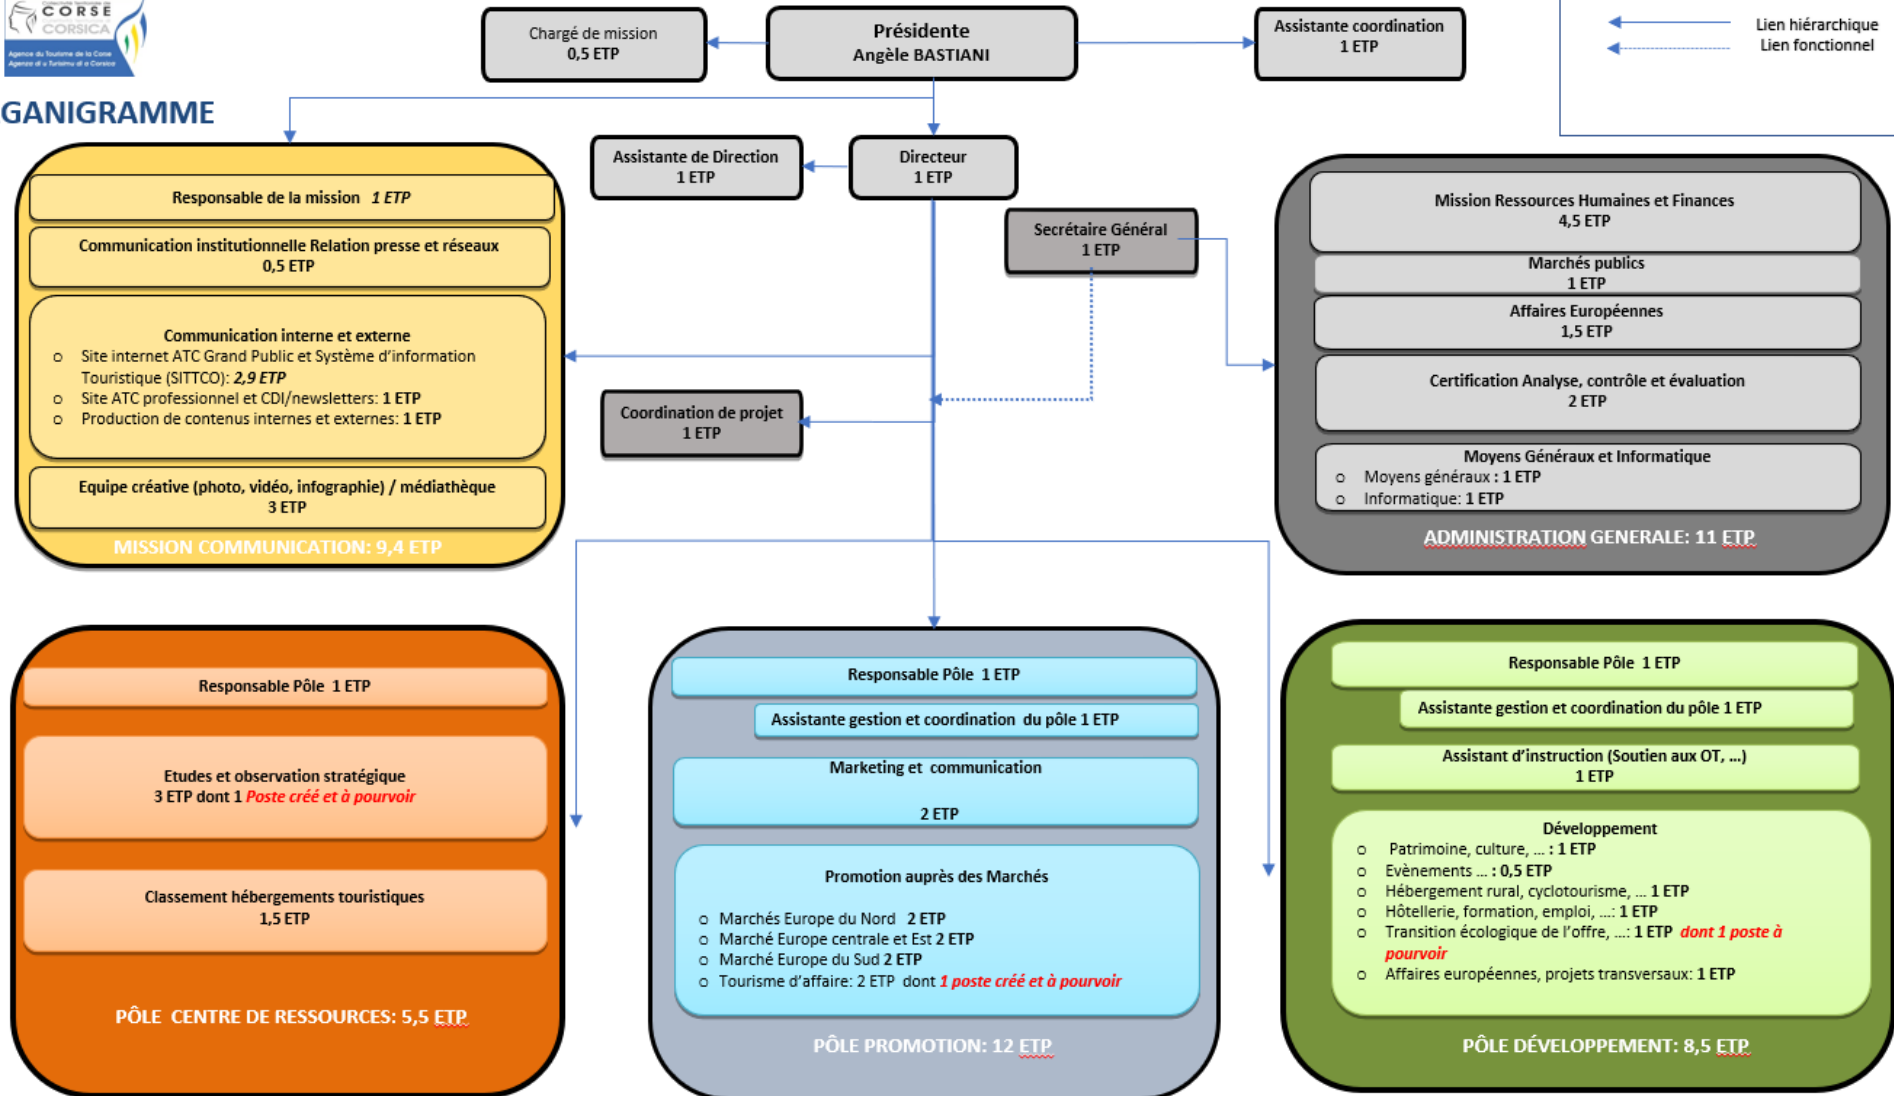 CORSE
CORSICA
Agence du Tourisme de la Corse
Agenza di u Turisimu di a Corsica
GANIGRAMME
Chargé de mission
0,5 ETP
Présidente
Angèle BASTIANI
Assistante coordination
1 ETP
Lien hiérarchique
Lien fonctionnel
Assistante de Direction
1 ETP
Directeur
1 ETP
Secrétaire Général
1 ETP
Coordination de projet
1 ETP
Responsable de la mission 1 ETP
Communication institutionnelle Relation presse et réseaux
0,5 ETP
Communication interne et externe
o Site internet ATC Grand Public et Système d'information
Touristique (SITTCO): 2,9 ETP
o Site ATC professionnel et CDI/newsletters: 1 ETP
o Production de contenus internes et externes: 1 ETP
Equipe créative (photo, vidéo, infographie) / médiathèque
3 ETP
MISSION COMMUNICATION: 9,4 ETP
Mission Ressources Humaines et Finances
4,5 ETP
Marchés publics
1 ETP
Affaires Européennes
1,5 ETP
Certification Analyse, contrôle et évaluation
2 ETP
Moyens Généraux et Informatique
o Moyens généraux : 1 ETP
o Informatique: 1 ETP
ADMINISTRATION GENERALE: 11 ETP
Responsable Pôle 1 ETP
Etudes et observation stratégique
3 ETP dont 1 Poste créé et à pourvoir
Classement hébergements touristiques
1,5 ETP
PÔLE CENTRE DE RESSOURCES: 5,5 ETP
Responsable Pôle 1 ETP
Assistante gestion et coordination du pôle 1 ETP
Marketing et communication
2 ETP
Promotion auprès des Marchés
o Marchés Europe du Nord 2 ETP
o Marché Europe centrale et Est 2 ETP
o Marché Europe du Sud 2 ETP
o Tourisme d'affaire: 2 ETP dont 1 poste créé et à pourvoir
PÔLE PROMOTION: 12 ETP
Responsable Pôle 1 ETP
Assistante gestion et coordination du pôle 1 ETP
Assistant d'instruction (Soutien aux OT, ...)
1 ETP
Développement
o Patrimoine, culture, ... : 1 ETP
o Evènements ... : 0,5 ETP
o Hébergement rural, cyclotourisme, ... 1 ETP
o Hôtellerie, formation, emploi, ...: 1 ETP
o Transition écologique de l'offre, ...: 1 ETP dont 1 poste à
pourvoir
o Affaires européennes, projets transversaux: 1 ETP
PÔLE DÉVELOPPEMENT: 8,5 ETP